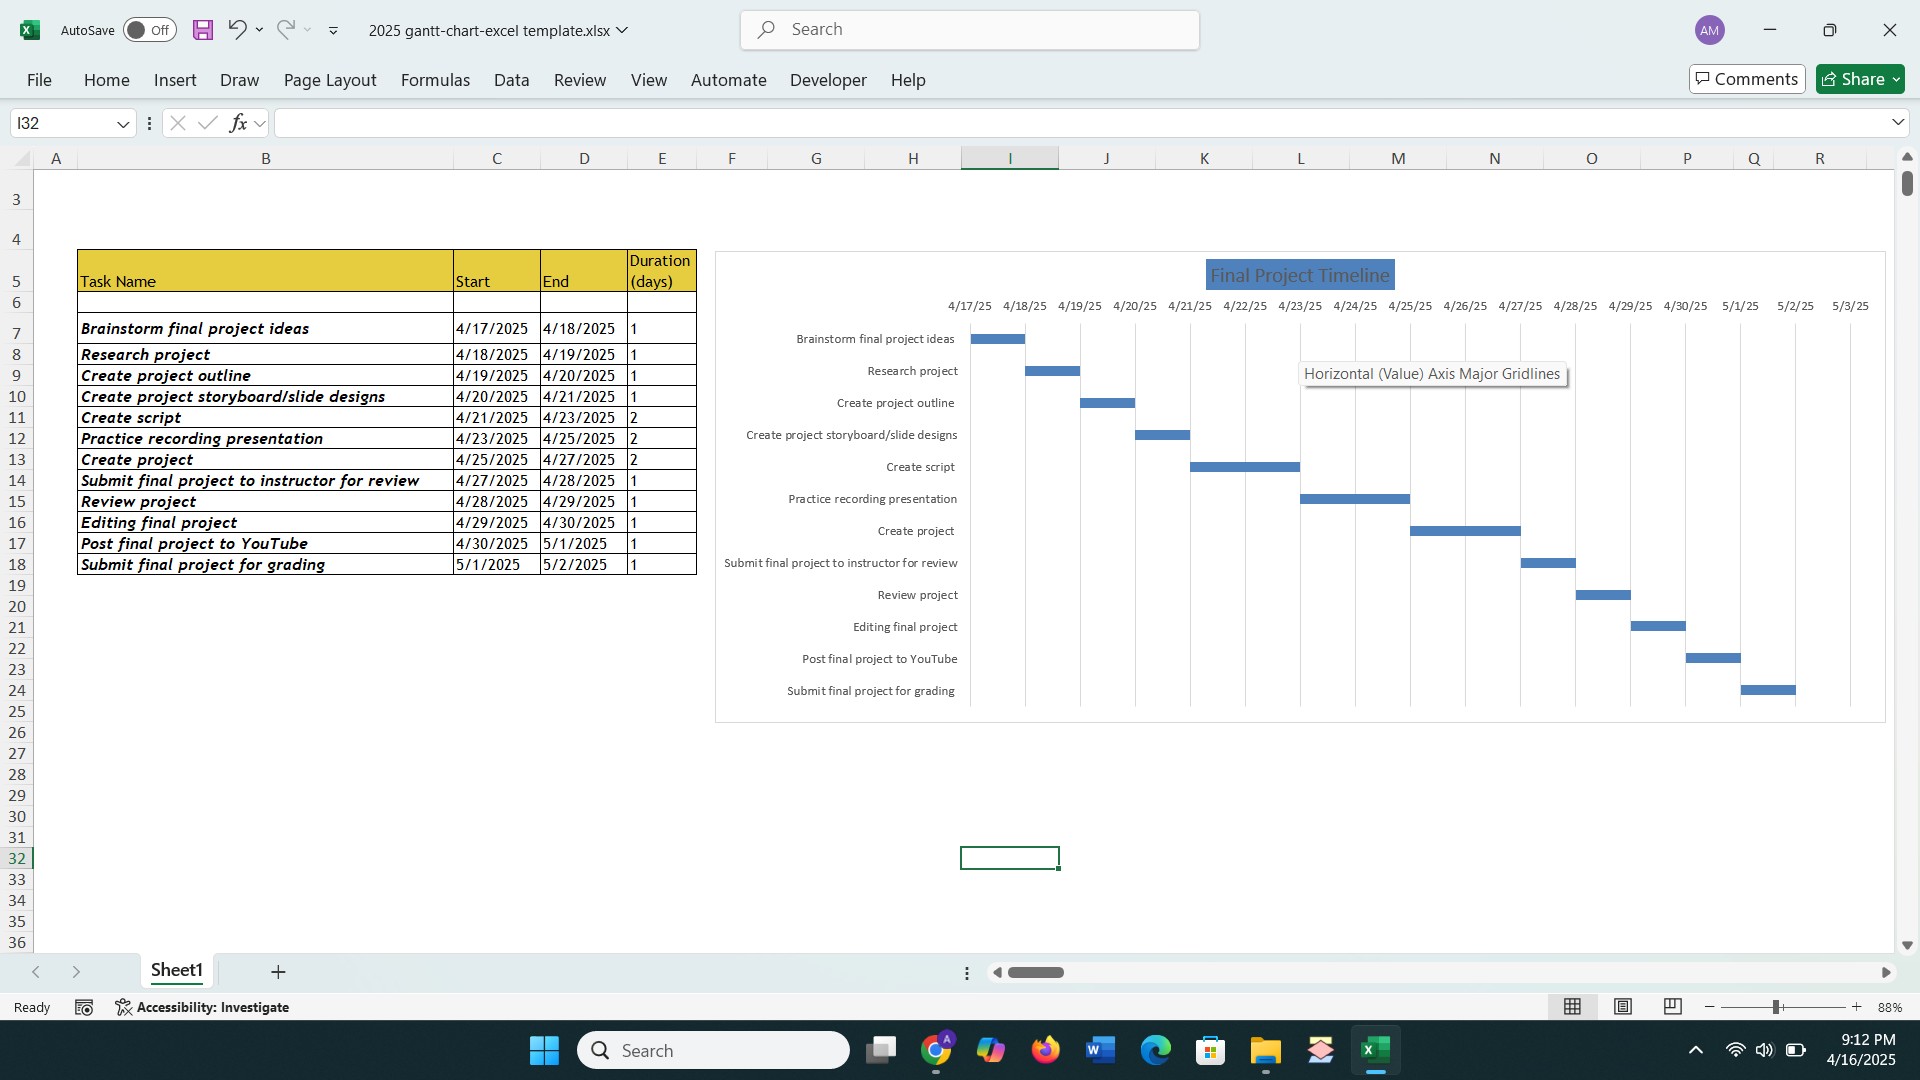 AutoSave Off 2025 gantt-chart-excel template.xlsx Search AM
File Home Insert Draw Page Layout Formulas Data Review View Automate Developer Help Comments Share
I32 fx
A B C D E F G H I J K L M N O P Q R
3
4
5 Task Name Start End Duration (days)
6
7 Brainstorm final project ideas 4/17/2025 4/18/2025 1
8 Research project 4/18/2025 4/19/2025 1
9 Create project outline 4/19/2025 4/20/2025 1
10 Create project storyboard/slide designs 4/20/2025 4/21/2025 1
11 Create script 4/21/2025 4/23/2025 2
12 Practice recording presentation 4/23/2025 4/25/2025 2
13 Create project 4/25/2025 4/27/2025 2
14 Submit final project to instructor for review 4/27/2025 4/28/2025 1
15 Review project 4/28/2025 4/29/2025 1
16 Editing final project 4/29/2025 4/30/2025 1
17 Post final project to YouTube 4/30/2025 5/1/2025 1
18 Submit final project for grading 5/1/2025 5/2/2025 1
19
20
21
22
23
24
25
26
27
28
29
30
31
32
33
34
35
36
Final Project Timeline
4/17/25 4/18/25 4/19/25 4/20/25 4/21/25 4/22/25 4/23/25 4/24/25 4/25/25 4/26/25 4/27/25 4/28/25 4/29/25 4/30/25 5/1/25 5/2/25 5/3/25
Brainstorm final project ideas
Research project
Horizontal (Value) Axis Major Gridlines
Create project outline
Create project storyboard/slide designs
Create script
Practice recording presentation
Create project
Submit final project to instructor for review
Review project
Editing final project
Post final project to YouTube
Submit final project for grading
Sheet1
Ready Accessibility: Investigate 88%
Search
9:12 PM
4/16/2025